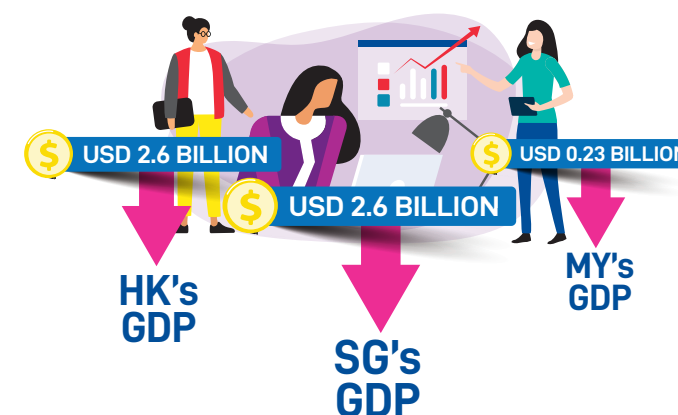 $ USD 2.6 BILLION
$ USD 0.23 BILLION
$ USD 2.6 BILLION
HK's
GDP
MY's
GDP
SG's
GDP